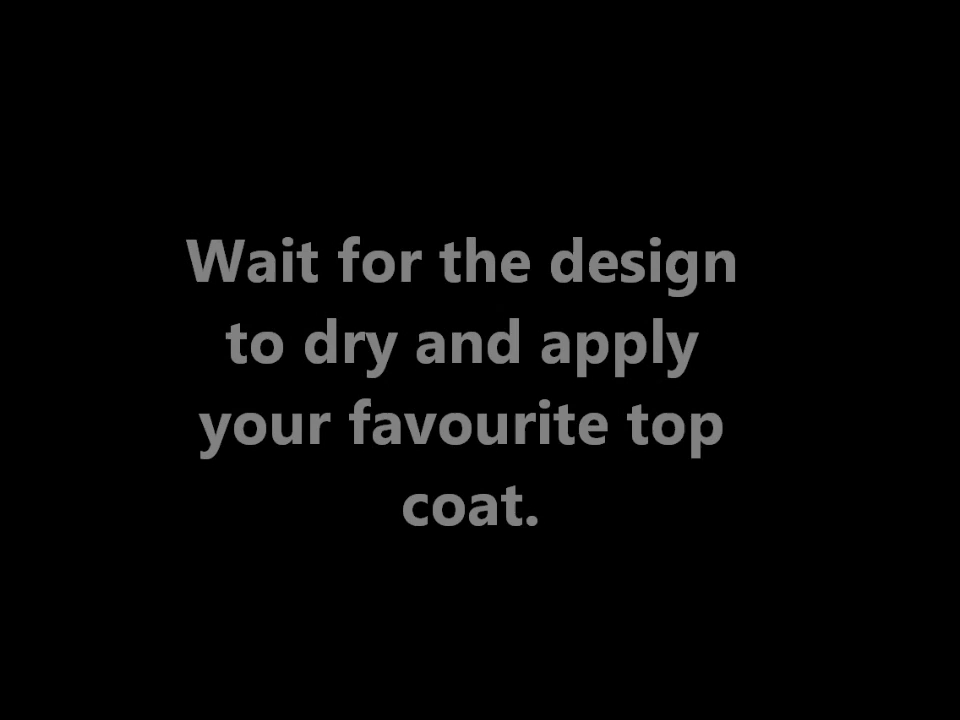 Wait for the design
to dry and apply
your favourite top
coat.